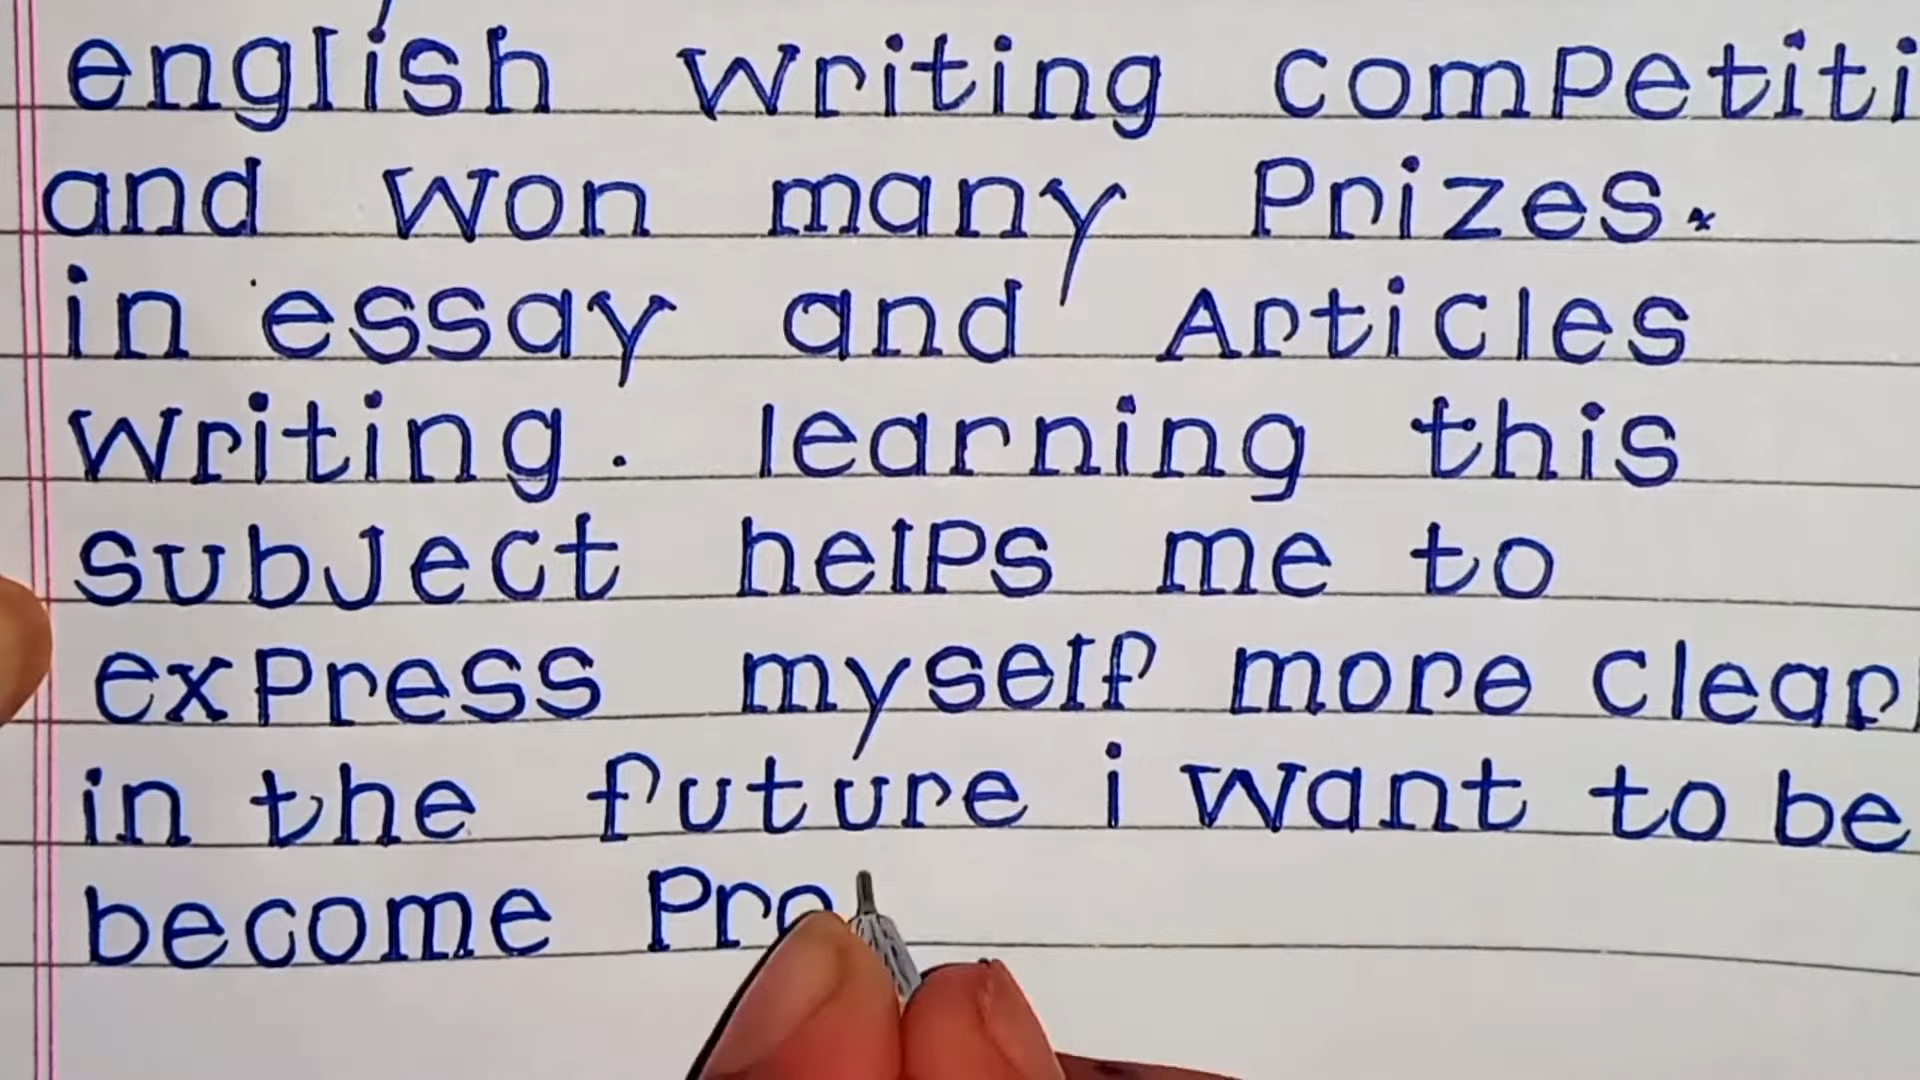 english writing competiti
and won many Prizes.
in essay and Articles
writing. learning this
subJect helPs me to
exPress myself more clearl
in the future i want to be
become Pro